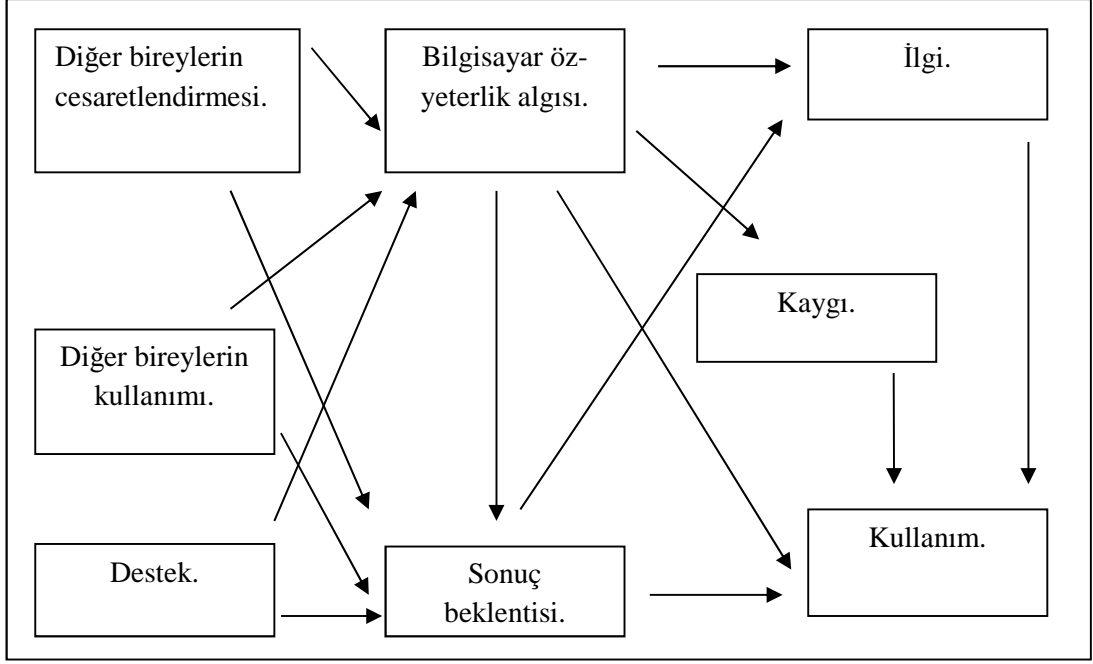 Diğer bireylerin
cesaretlendirmesi.
Bilgisayar öz-
yeterlik algısı.
İlgi.
Kaygı.
Diğer bireylerin
kullanımı.
Destek.
Sonuç
beklentisi.
Kullanım.